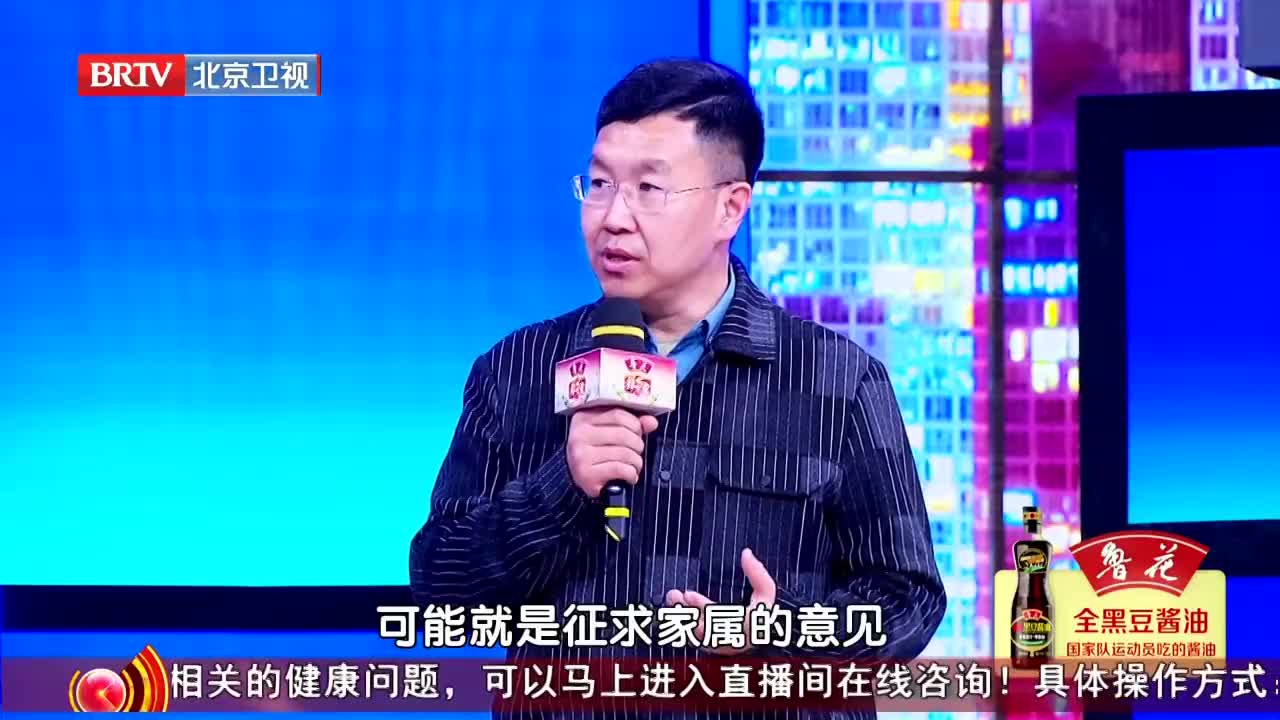 BRTV 北京卫视
鲁花
全黑豆酱油
国家队运动员吃的酱油
可能就是征求家属的意见
相关的健康问题，可以马上进入直播间在线咨询！具体操作方式：